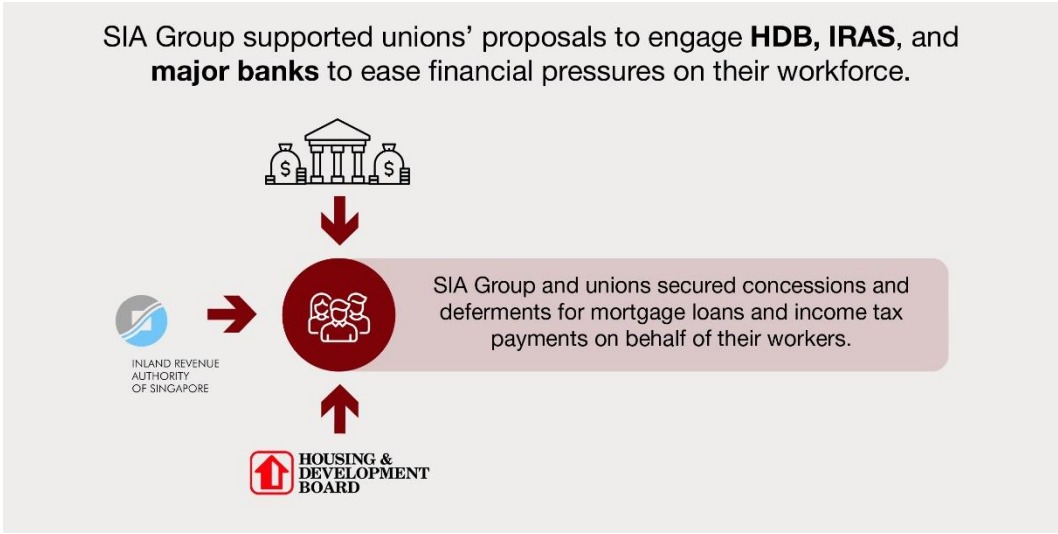 SIA Group supported unions’ proposals to engage HDB, IRAS, and
major banks to ease financial pressures on their workforce.
$ $
SIA Group and unions secured concessions and
deferments for mortgage loans and income tax
payments on behalf of their workers.
INLAND REVENUE
AUTHORITY
OF SINGAPORE
HOUSING &
DEVELOPMENT
BOARD